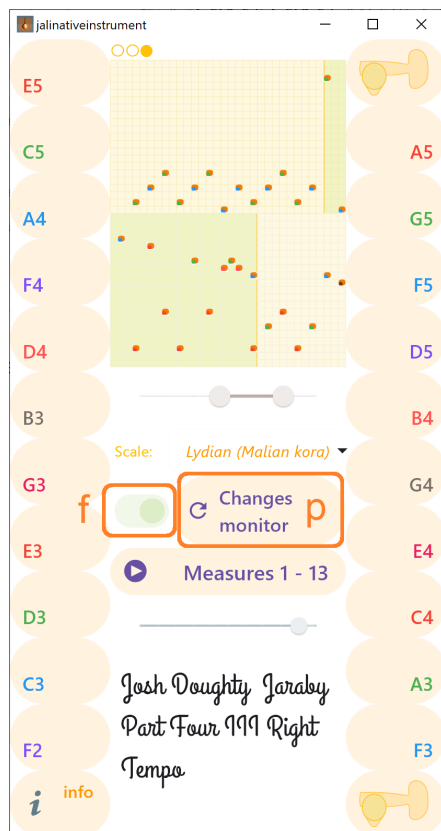 jalinativeinstrument
E5
C5
A4
F4
D4
B3
G3
E3
D3
C3
F2
info
Scale:
Lydian (Malian kora)
f
Changes
monitor
p
Measures 1 - 13
Josh Doughty Jaraby
Part Four III Right
Tempo
A5
G5
F5
D5
B4
G4
E4
C4
A3
F3